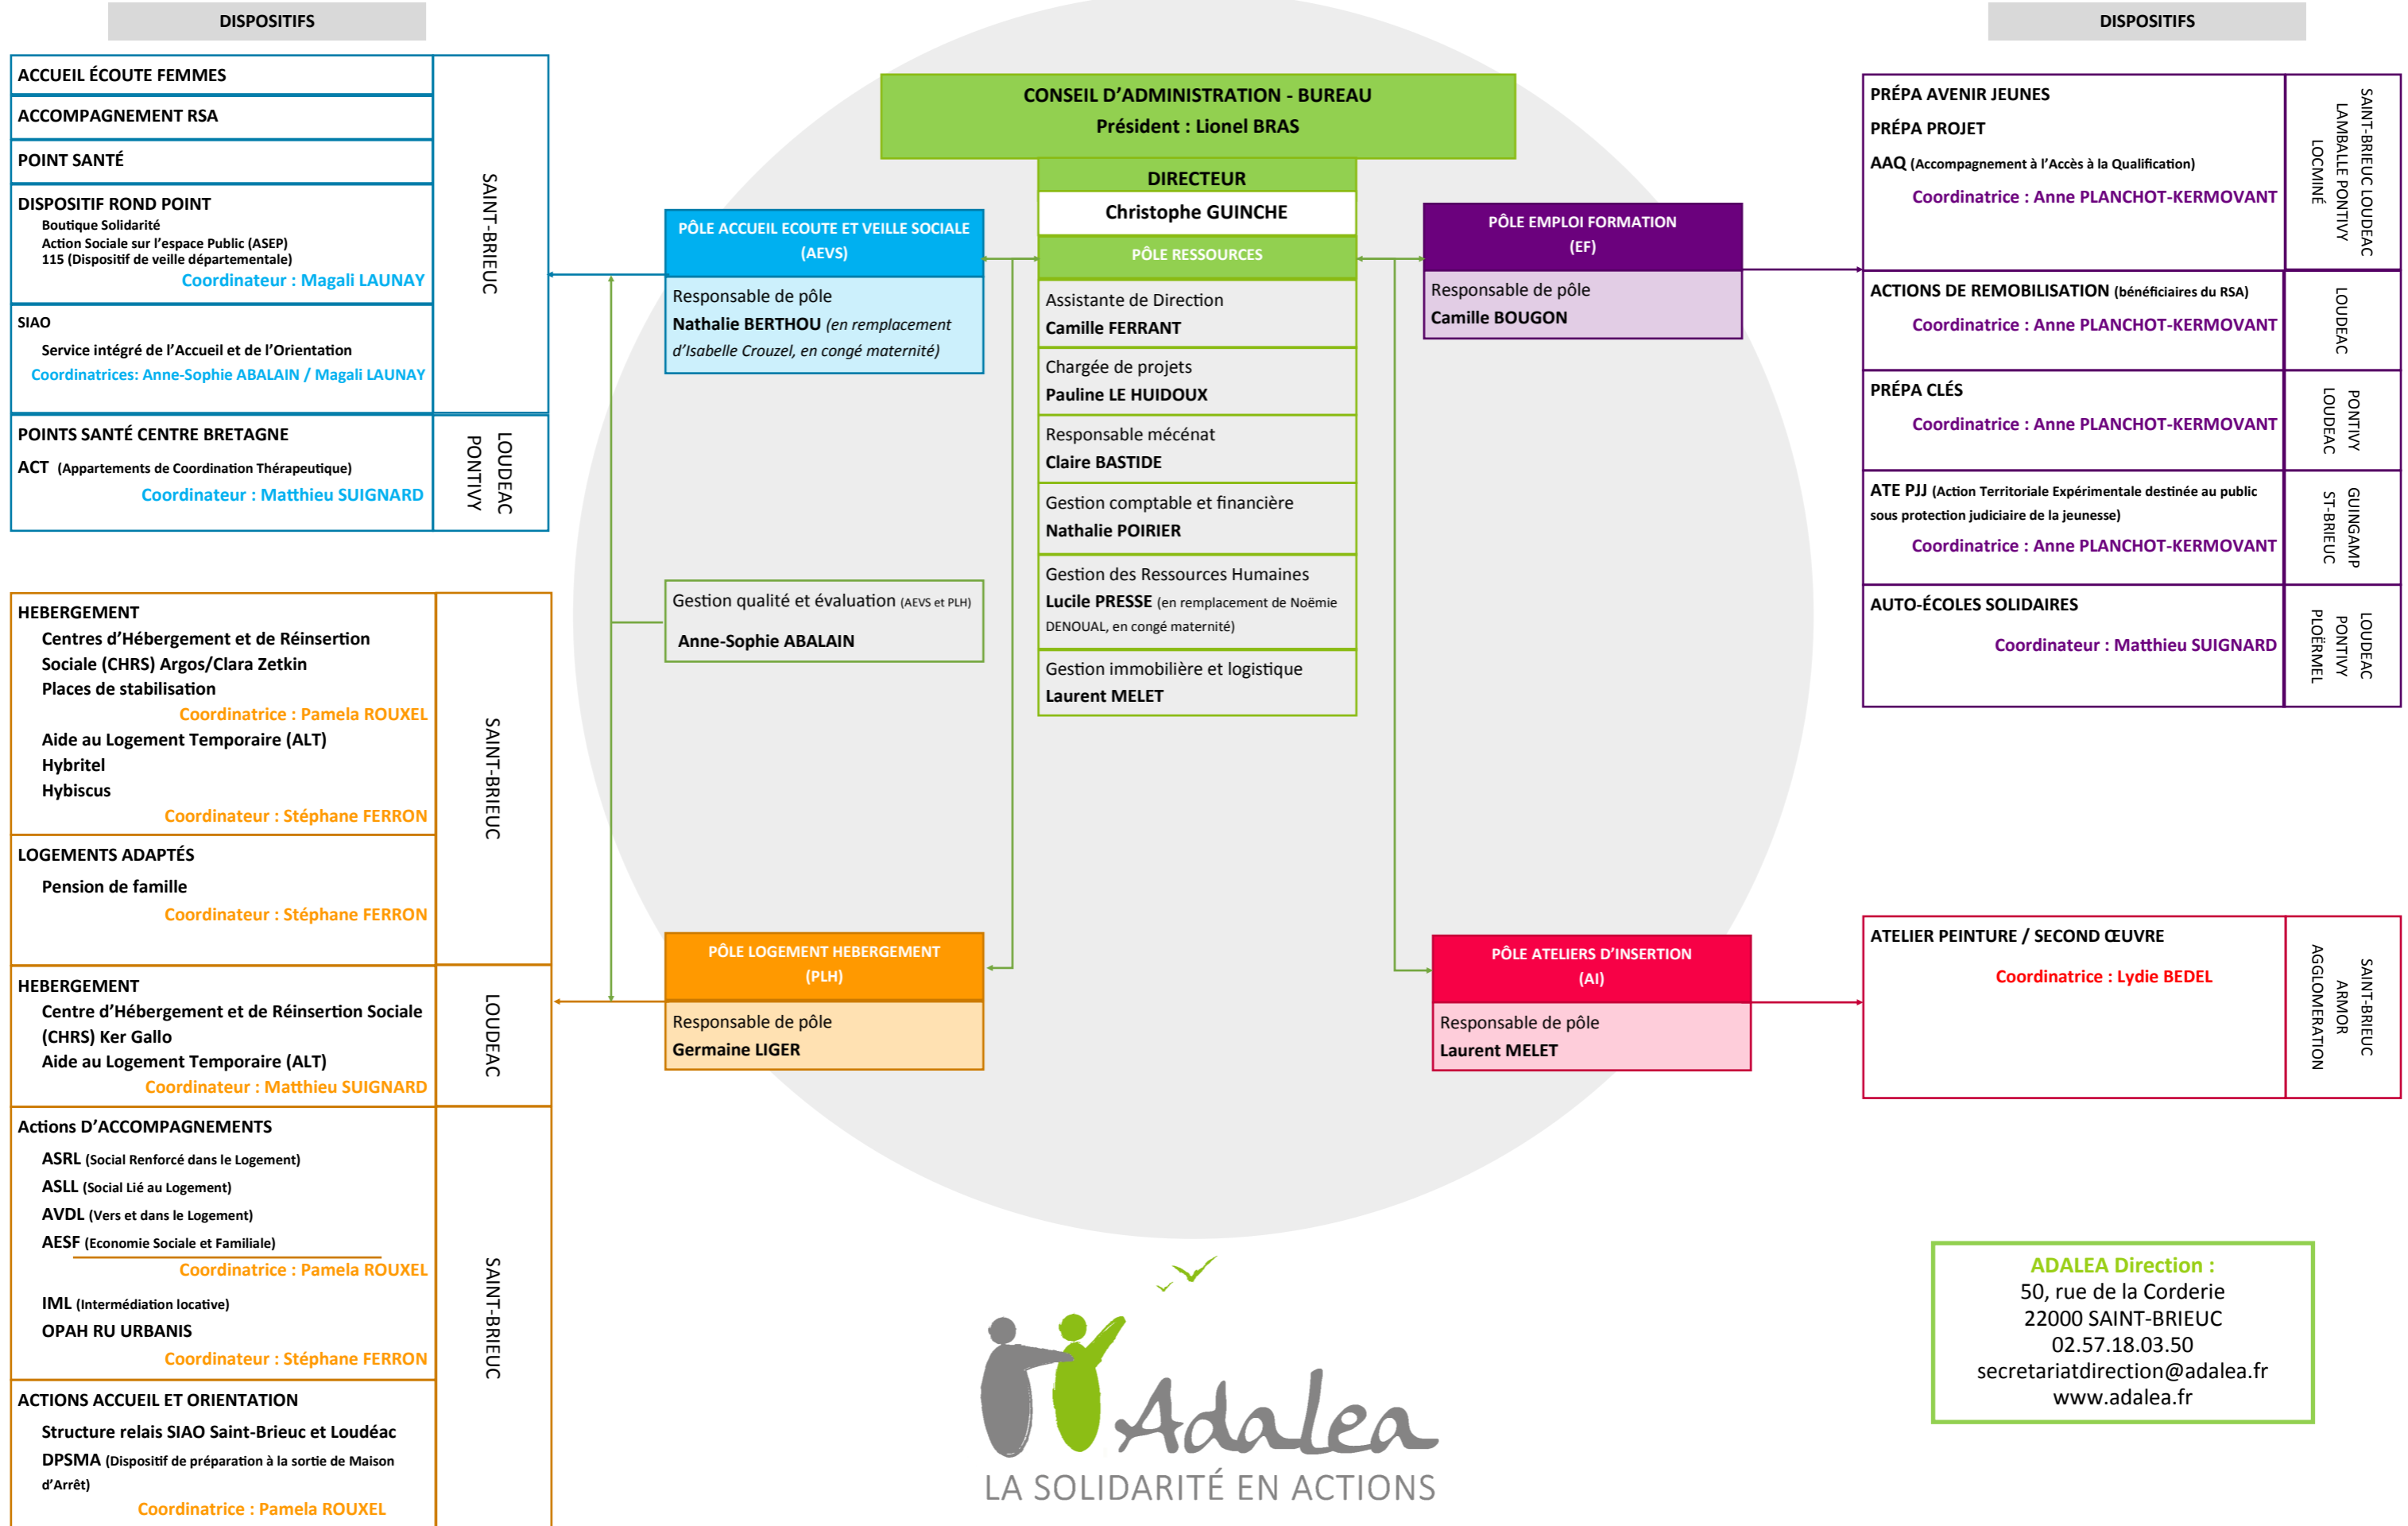 DISPOSITIFS
ACCUEIL ÉCOUTE FEMMES
ACCOMPAGNEMENT RSA
POINT SANTÉ
DISPOSITIF ROND POINT
Boutique Solidarité
Action Sociale sur l'espace Public (ASEP)
115 (Dispositif de veille départementale)
Coordinateur : Magali LAUNAY
SIAO
Service intégré de l'Accueil et de l'Orientation
Coordinatrices: Anne-Sophie ABALAIN / Magali LAUNAY
SAINT-BRIEUC
POINTS SANTÉ CENTRE BRETAGNE
ACT (Appartements de Coordination Thérapeutique)
Coordinateur : Matthieu SUIGNARD
LOUDEAC
PONTIVY
HEBERGEMENT
Centres d'Hébergement et de Réinsertion
Sociale (CHRS) Argos/Clara Zetkin
Places de stabilisation
Coordinatrice : Pamela ROUXEL
Aide au Logement Temporaire (ALT)
Hybritel
Hybiscus
Coordinateur : Stéphane FERRON
LOGEMENTS ADAPTÉS
Pension de famille
Coordinateur : Stéphane FERRON
SAINT-BRIEUC
HEBERGEMENT
Centre d'Hébergement et de Réinsertion Sociale
(CHRS) Ker Gallo
Aide au Logement Temporaire (ALT)
Coordinateur : Matthieu SUIGNARD
LOUDEAC
Actions D'ACCOMPAGNEMENTS
ASRL (Social Renforcé dans le Logement)
ASLL (Social Lié au Logement)
AVDL (Vers et dans le Logement)
AESF (Economie Sociale et Familiale)
Coordinatrice : Pamela ROUXEL
IML (Intermédiation locative)
OPAH RU URBANIS
Coordinateur : Stéphane FERRON
ACTIONS ACCUEIL ET ORIENTATION
Structure relais SIAO Saint-Brieuc et Loudéac
DPSMA (Dispositif de préparation à la sortie de Maison
d'Arrêt)
Coordinatrice : Pamela ROUXEL
SAINT-BRIEUC
CONSEIL D'ADMINISTRATION - BUREAU
Président : Lionel BRAS
DIRECTEUR
Christophe GUINCHE
PÔLE RESSOURCES
Assistante de Direction
Camille FERRANT
Chargée de projets
Pauline LE HUIDOUX
Responsable mécénat
Claire BASTIDE
Gestion comptable et financière
Nathalie POIRIER
Gestion des Ressources Humaines
Lucile PRESSE (en remplacement de Noëmie
DENOUAL, en congé maternité)
Gestion immobilière et logistique
Laurent MELET
PÔLE ACCUEIL ECOUTE ET VEILLE SOCIALE
(AEVS)
Responsable de pôle
Nathalie BERTHOU (en remplacement
d'Isabelle Crouzel, en congé maternité)
Gestion qualité et évaluation (AEVS et PLH)
Anne-Sophie ABALAIN
PÔLE LOGEMENT HEBERGEMENT
(PLH)
Responsable de pôle
Germaine LIGER
PÔLE EMPLOI FORMATION
(EF)
Responsable de pôle
Camille BOUGON
PÔLE ATELIERS D'INSERTION
(AI)
Responsable de pôle
Laurent MELET
DISPOSITIFS
PRÉPA AVENIR JEUNES
PRÉPA PROJET
AAQ (Accompagnement à l'Accès à la Qualification)
Coordinatrice : Anne PLANCHOT-KERMOVANT
SAINT-BRIEUC LOUDEAC
LAMBALLE PONTIVY
LOCMINÉ
ACTIONS DE REMOBILISATION (bénéficiaires du RSA)
Coordinatrice : Anne PLANCHOT-KERMOVANT
LOUDEAC
PRÉPA CLÉS
Coordinatrice : Anne PLANCHOT-KERMOVANT
PONTIVY
LOUDEAC
ATE PJJ (Action Territoriale Expérimentale destinée au public
sous protection judiciaire de la jeunesse)
Coordinatrice : Anne PLANCHOT-KERMOVANT
GUINGAMP
ST-BRIEUC
AUTO-ÉCOLES SOLIDAIRES
Coordinateur : Matthieu SUIGNARD
LOUDEAC
PONTIVY
PLOËRMEL
ATELIER PEINTURE / SECOND ŒUVRE
Coordinatrice : Lydie BEDEL
SAINT-BRIEUC
ARMOR
AGGLOMERATION
Adalea
LA SOLIDARITÉ EN ACTIONS
ADALEA Direction :
50, rue de la Corderie
22000 SAINT-BRIEUC
02.57.18.03.50
secretariatdirection@adalea.fr
www.adalea.fr